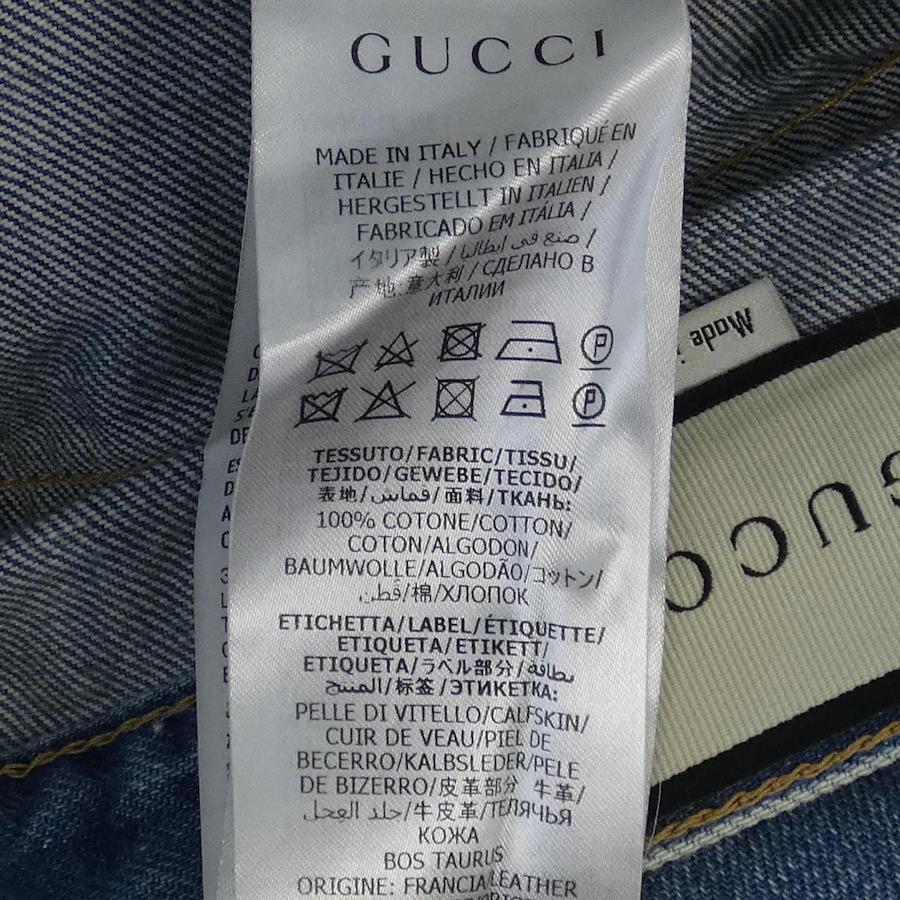 GUCCI
MADE IN ITALY / FABRIQUÉ EN
ITALIE / HECHO EN ITALIA /
HERGESTELLT IN ITALIEN /
FABRICADO EM ITÁLIA /
イタリア製 / صنع في إيطاليا /
产地:意大利 / СДЕЛАНО В
ИТАЛИИ
P
P
TESSUTO/FABRIC/TISSU/
TEJIDO/GEWEBE/TECIDO/
表地/قماش/面料/ТКАНЬ:
100% COTONE/COTTON/
COTON/ALGODON/
BAUMWOLLE/ALGODÃO/コットン/
قطن/棉/ХЛОПОК
ETICHETTA/LABEL/ÉTIQUETTE/
ETIQUETA/ETIKETT/
ETIQUETA/ラベル部分/بطاقة
المنتج/标签/ЭТИКЕТКА:
PELLE DI VITELLO/CALFSKIN/
CUIR DE VEAU/PIEL DE
BECERRO/KALBSLEDER/PELE
DE BIZERRO/皮革部分 牛革/
جلد العجل/牛皮革/ТЕЛЯЧЬЯ
КОЖА
BOS TAURUS
ORIGINE: FRANCIA LEATHER
Made
GUCCI